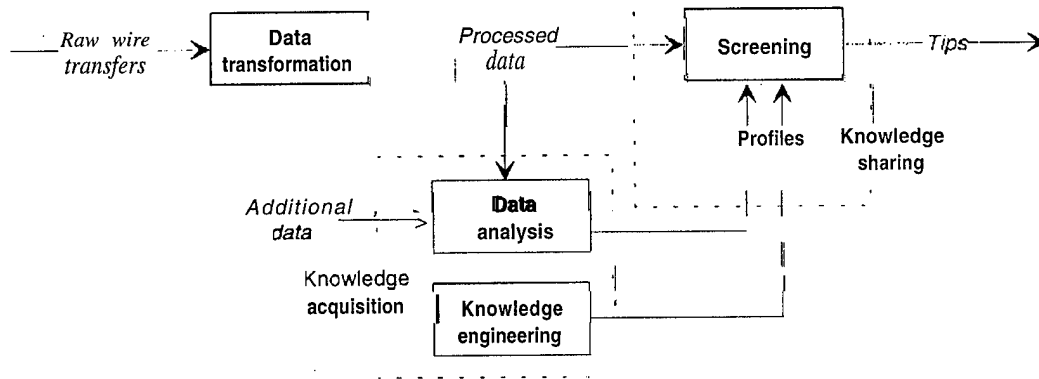 Raw wire
transfers
Data
transformation
Processed
data
Screening
Tips
Profiles
Knowledge
sharing
Additional
data
Data
analysis
Knowledge
acquisition
Knowledge
engineering